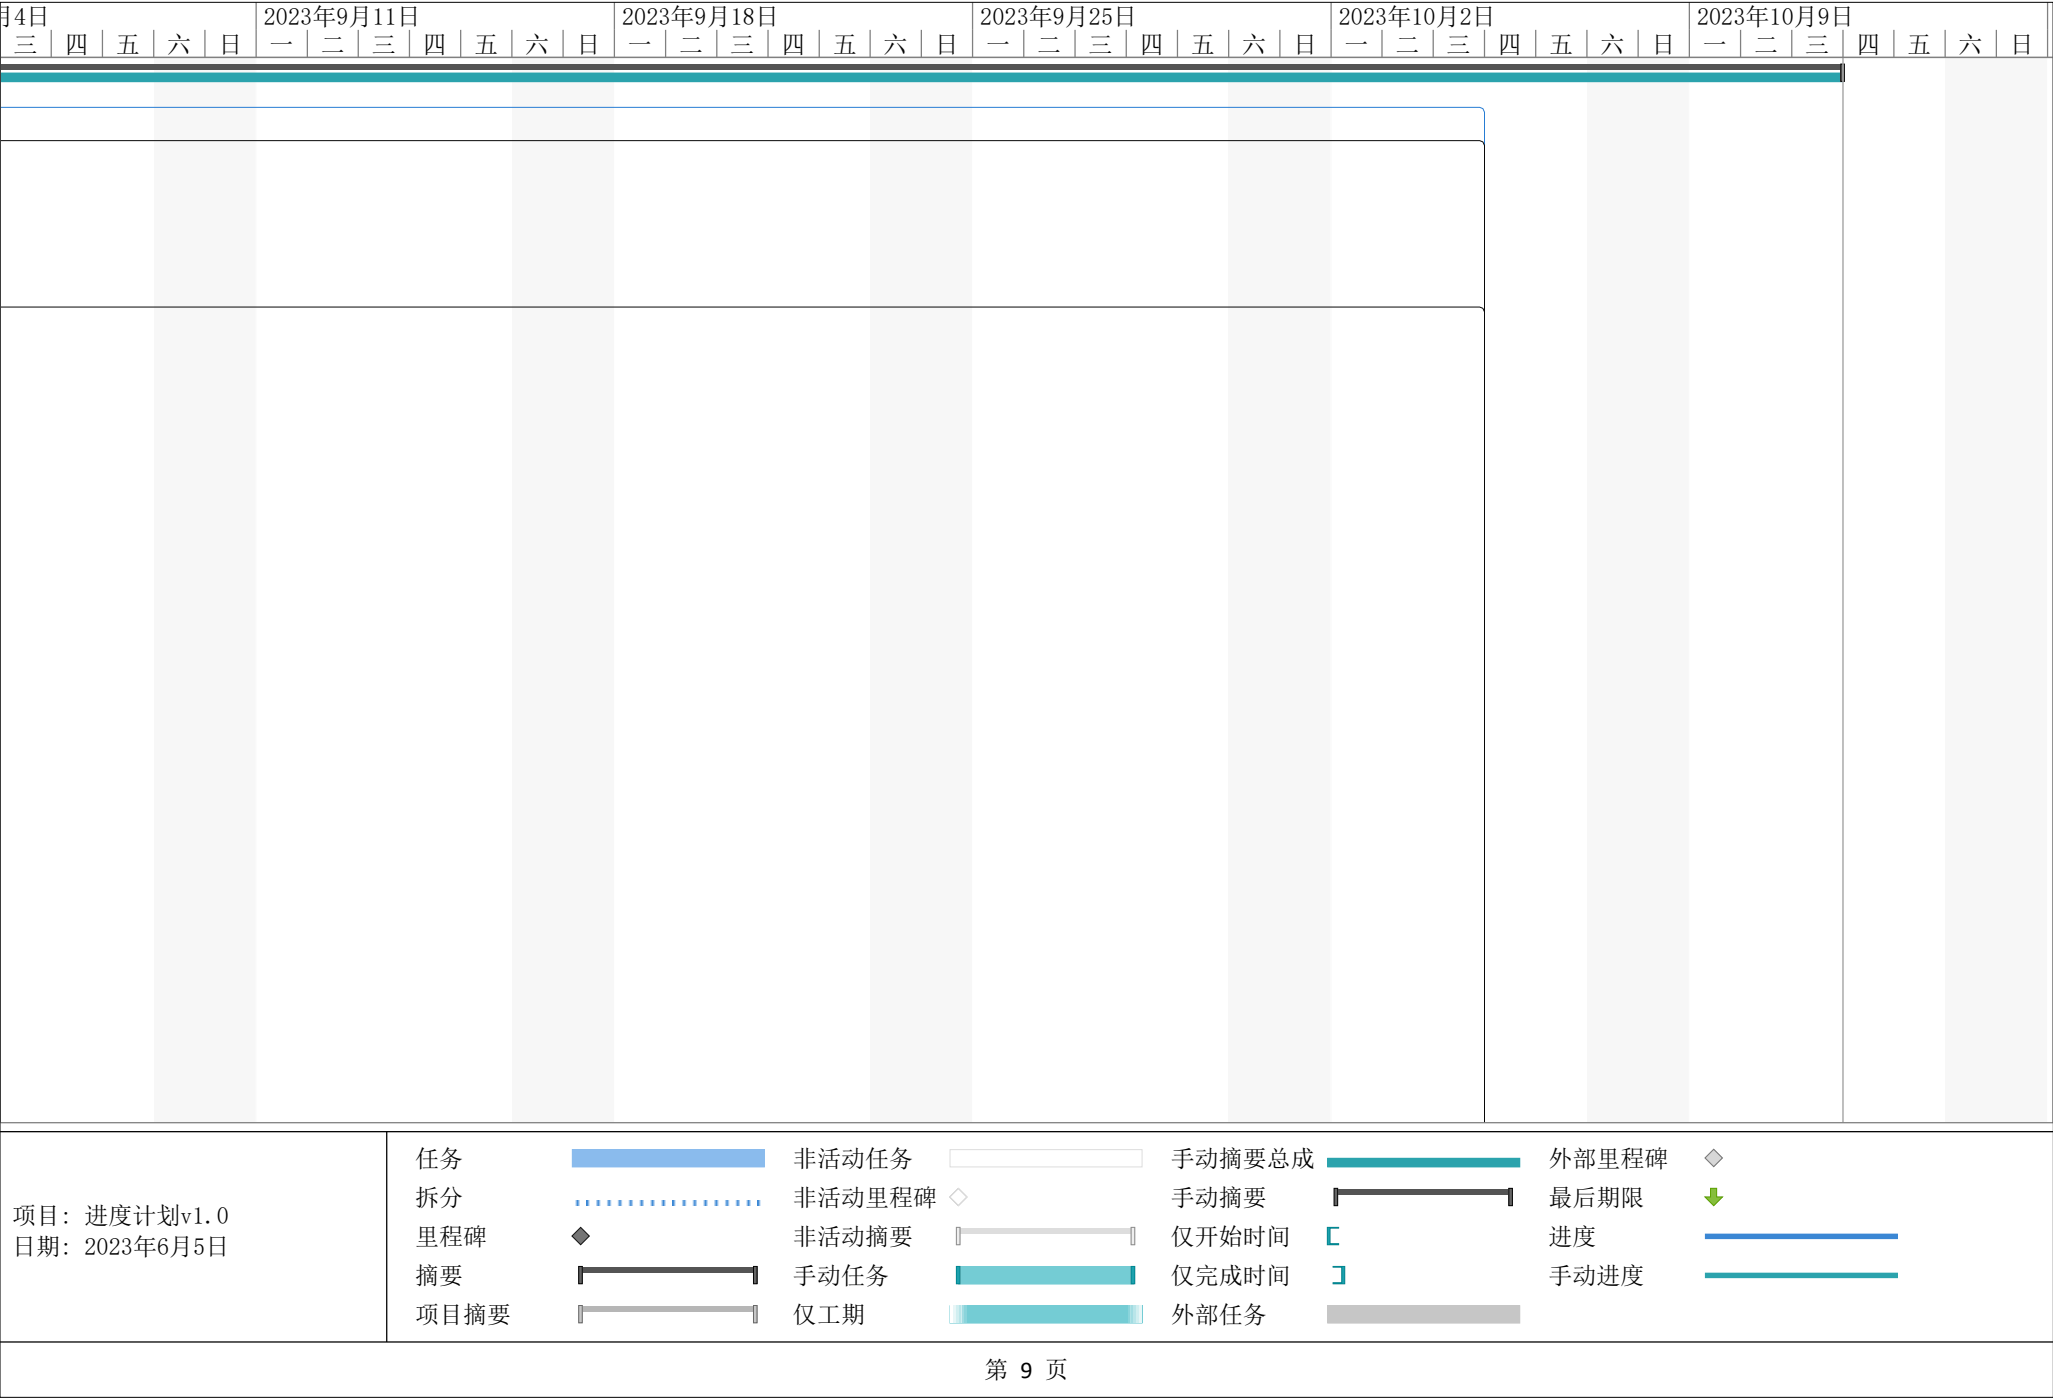 月4日 2023年9月11日 2023年9月18日 2023年9月25日 2023年10月2日 2023年10月9日
三 四 五 六 日 一 二 三 四 五 六 日 一 二 三 四 五 六 日 一 二 三 四 五 六 日 一 二 三 四 五 六 日 一 二 三 四 五 六 日
项目: 进度计划v1.0
日期: 2023年6月5日
任务 非活动任务 手动摘要总成 外部里程碑
拆分 非活动里程碑 手动摘要 最后期限
里程碑 非活动摘要 仅开始时间 进度
摘要 手动任务 仅完成时间 手动进度
项目摘要 仅工期 外部任务
第 9 页